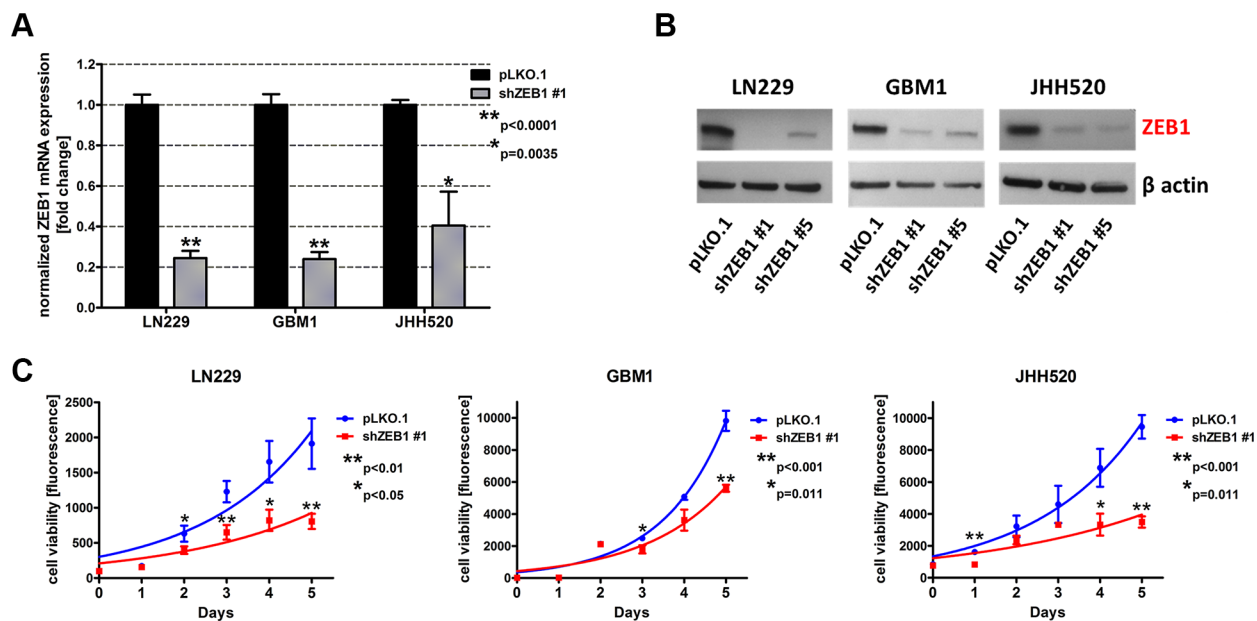 A
normalized ZEB1 mRNA expression
[fold change]
1.2
1.0
0.8
0.6
0.4
0.2
0.0
** ** *
LN229 GBM1 JHH520
pLKO.1
shZEB1 #1
** p<0.0001
* p=0.0035
B
LN229 GBM1 JHH520
ZEB1
β actin
pLKO.1 shZEB1 #1 shZEB1 #5 pLKO.1 shZEB1 #1 shZEB1 #5 pLKO.1 shZEB1 #1 shZEB1 #5
C
LN229
cell viability [fluorescence]
2500
2000
1500
1000
500
0
* ** * **
0 1 2 3 4 5
Days
pLKO.1
shZEB1 #1
** p<0.01
* p<0.05
GBM1
cell viability [fluorescence]
10000
8000
6000
4000
2000
0
* **
0 1 2 3 4 5
Days
pLKO.1
shZEB1 #1
** p<0.001
* p=0.011
JHH520
cell viability [fluorescence]
10000
8000
6000
4000
2000
0
** * **
0 1 2 3 4 5
Days
pLKO.1
shZEB1 #1
** p<0.001
* p=0.011